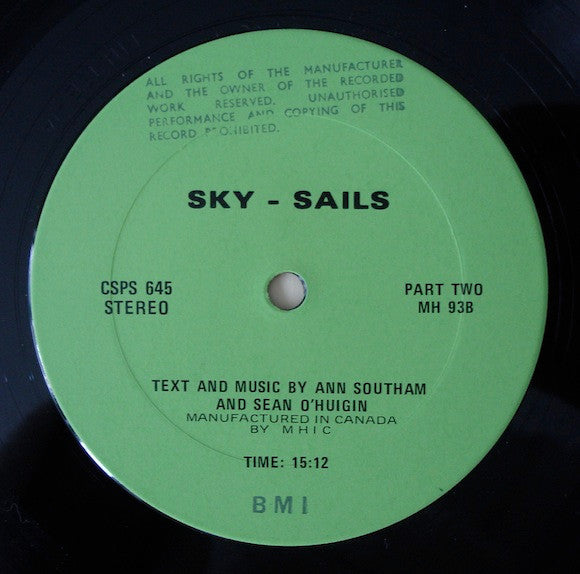 ALL RIGHTS OF THE MANUFACTURER
AND THE OWNER OF THE RECORDED
WORK RESERVED. UNAUTHORISED
PERFORMANCE AND COPYING OF THIS
RECORD PROHIBITED.
SKY - SAILS
CSPS 645
STEREO
PART TWO
MH 93B
TEXT AND MUSIC BY ANN SOUTHAM
AND SEAN O'HUIGIN
MANUFACTURED IN CANADA
BY MHIC
TIME: 15:12
BMI